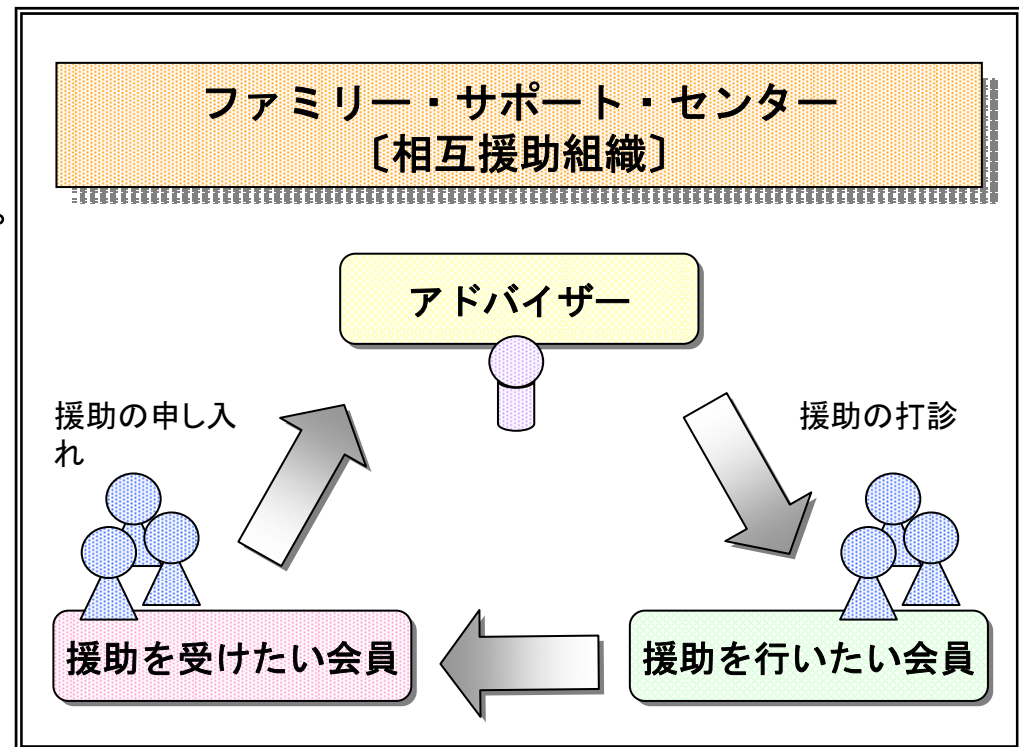 ファミリー・サポート・センター
〔相互援助組織〕
。
アドバイザー
援助の申し入
れ
援助の打診
援助を受けたい会員
援助を行いたい会員